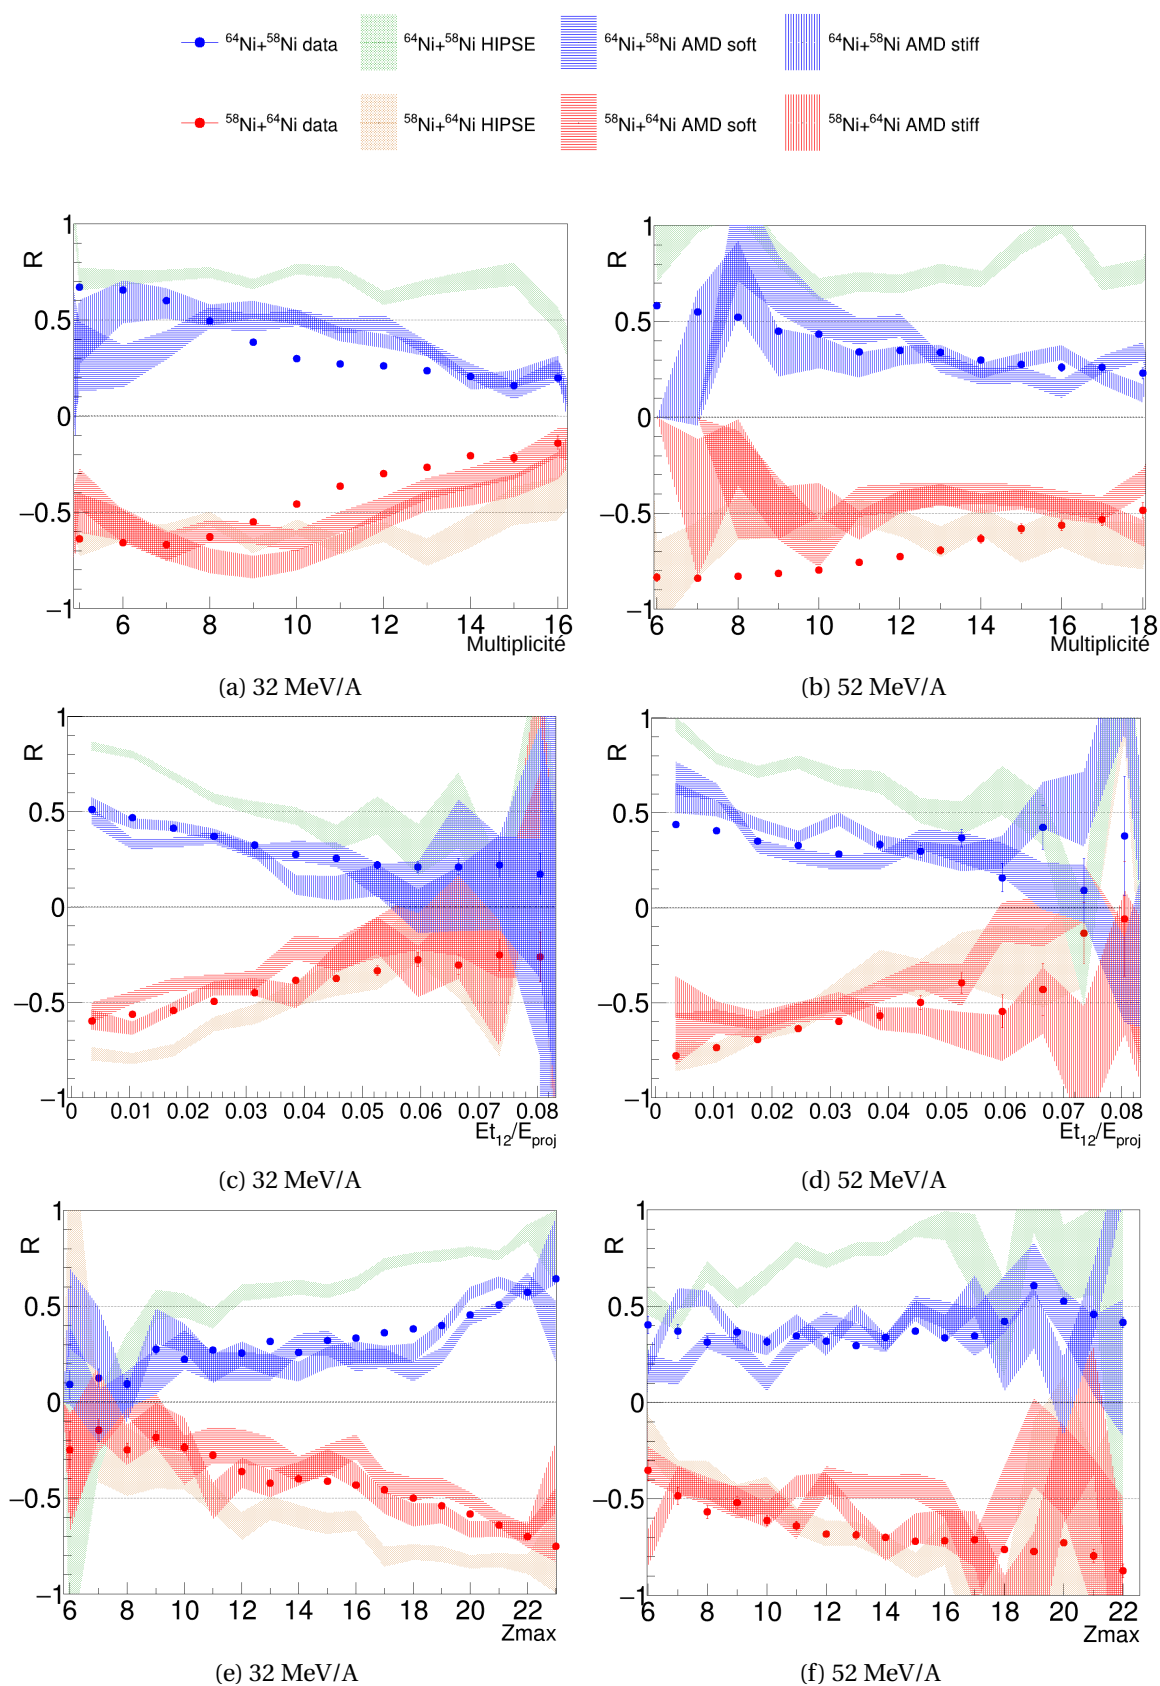 ⁶⁴Ni+⁵⁸Ni data ⁶⁴Ni+⁵⁸Ni HIPSE ⁶⁴Ni+⁵⁸Ni AMD soft ⁶⁴Ni+⁵⁸Ni AMD stiff
⁵⁸Ni+⁶⁴Ni data ⁵⁸Ni+⁶⁴Ni HIPSE ⁵⁸Ni+⁶⁴Ni AMD soft ⁵⁸Ni+⁶⁴Ni AMD stiff
R
1
0.5
0
−0.5
−1
6 8 10 12 14 16
Multiplicité
(a) 32 MeV/A
R
1
0.5
0
−0.5
−1
6 8 10 12 14 16 18
Multiplicité
(b) 52 MeV/A
R
1
0.5
0
−0.5
−1
0 0.01 0.02 0.03 0.04 0.05 0.06 0.07 0.08
Et₁₂/E_proj
(c) 32 MeV/A
R
1
0.5
0
−0.5
−1
0 0.01 0.02 0.03 0.04 0.05 0.06 0.07 0.08
Et₁₂/E_proj
(d) 52 MeV/A
R
1
0.5
0
−0.5
−1
6 8 10 12 14 16 18 20 22
Zmax
(e) 32 MeV/A
R
1
0.5
0
−0.5
−1
6 8 10 12 14 16 18 20 22
Zmax
(f) 52 MeV/A